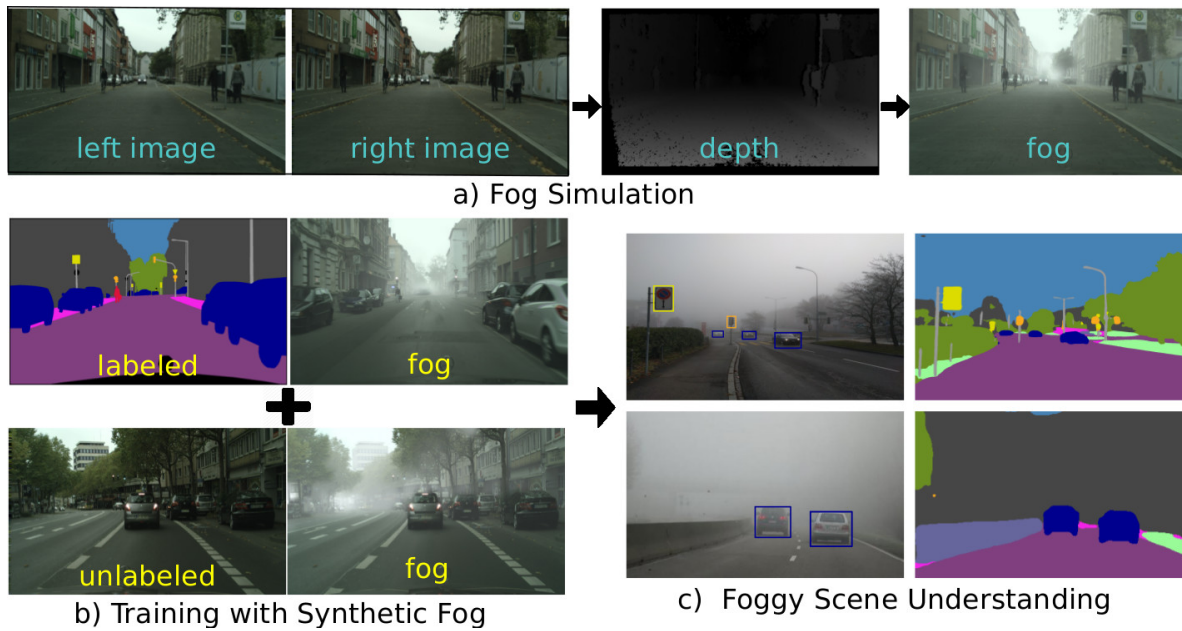 left image
right image
depth
fog
a) Fog Simulation
labeled
fog
unlabeled
fog
b) Training with Synthetic Fog
c) Foggy Scene Understanding